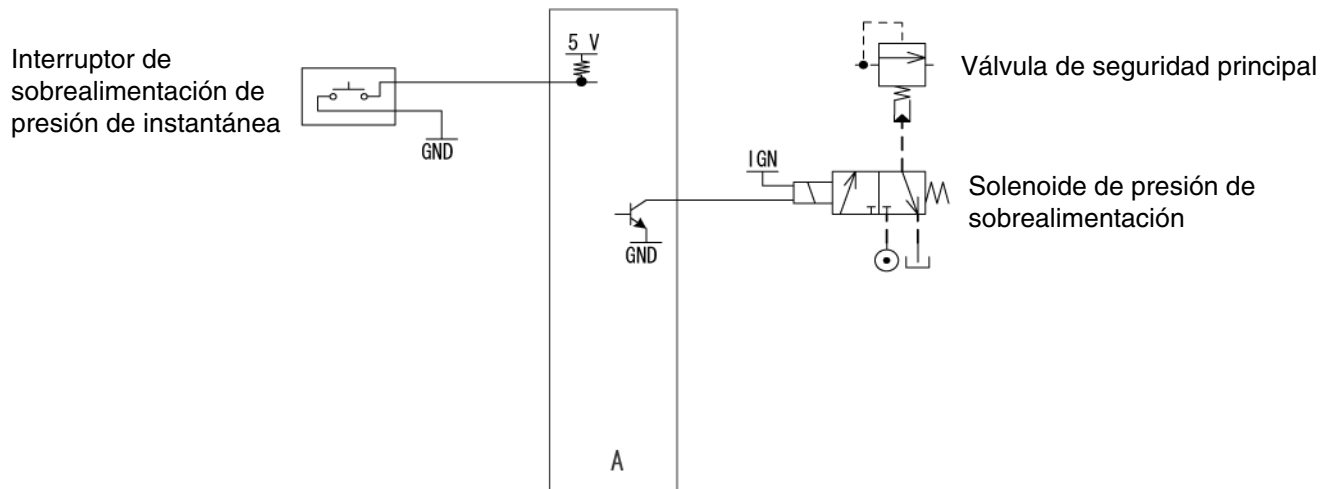 Interruptor de
sobrealimentación de
presión de instantánea
GND
5 V
GND
A
IGN
Válvula de seguridad principal
Solenoide de presión de
sobrealimentación